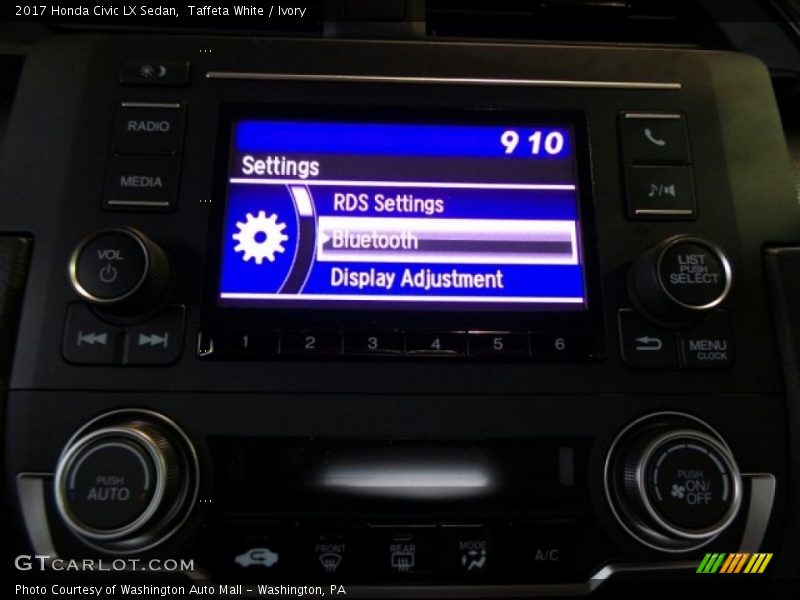 2017 Honda Civic LX Sedan, Taffeta White / Ivory
RADIO
MEDIA
VOL
9 10
Settings
RDS Settings
Bluetooth
Display Adjustment
LIST
PUSH
SELECT
1 2 3 4 5 6
MENU
CLOCK
PUSH
AUTO
PUSH
ON/
OFF
FRONT
REAR
MODE
A/C
GTCARLOT.COM
Photo Courtesy of Washington Auto Mall - Washington, PA